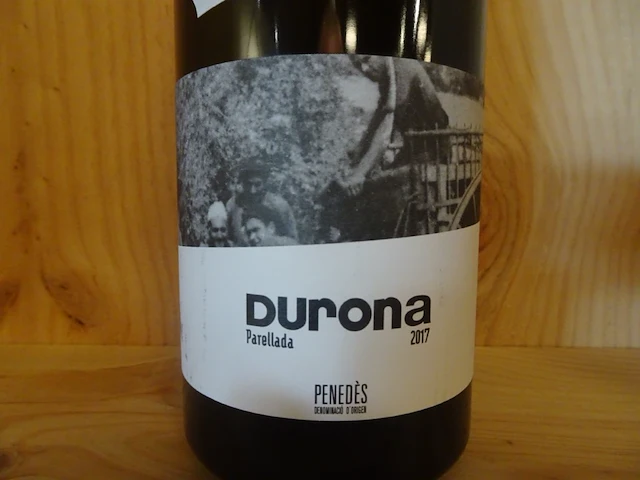 Durona
Parellada 2017
PENEDÈS
DENOMINACIÓ D'ORIGEN